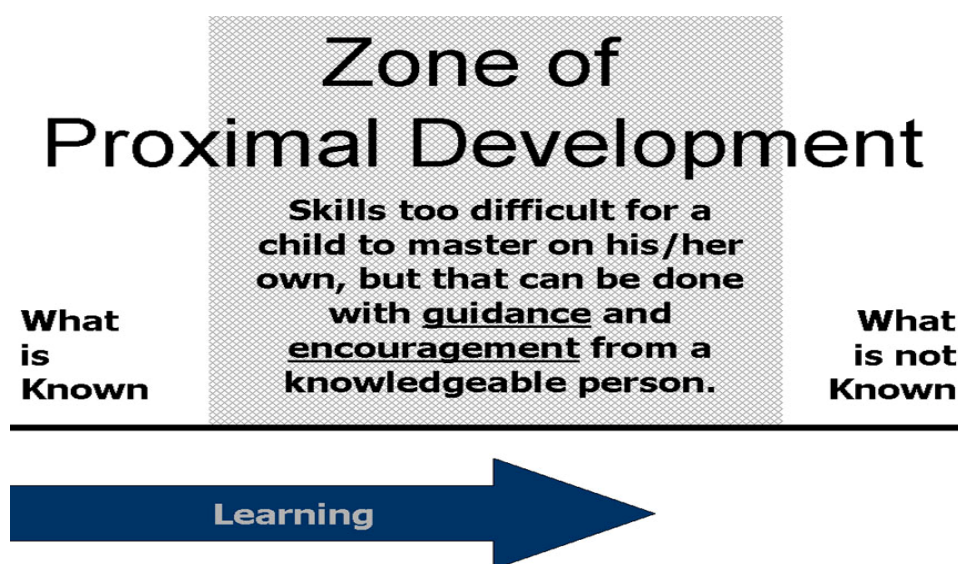 Zone of
Proximal Development
Skills too difficult for a
child to master on his/her
own, but that can be done
with guidance and
encouragement from a
knowledgeable person.
What
is
Known
What
is not
Known
Learning